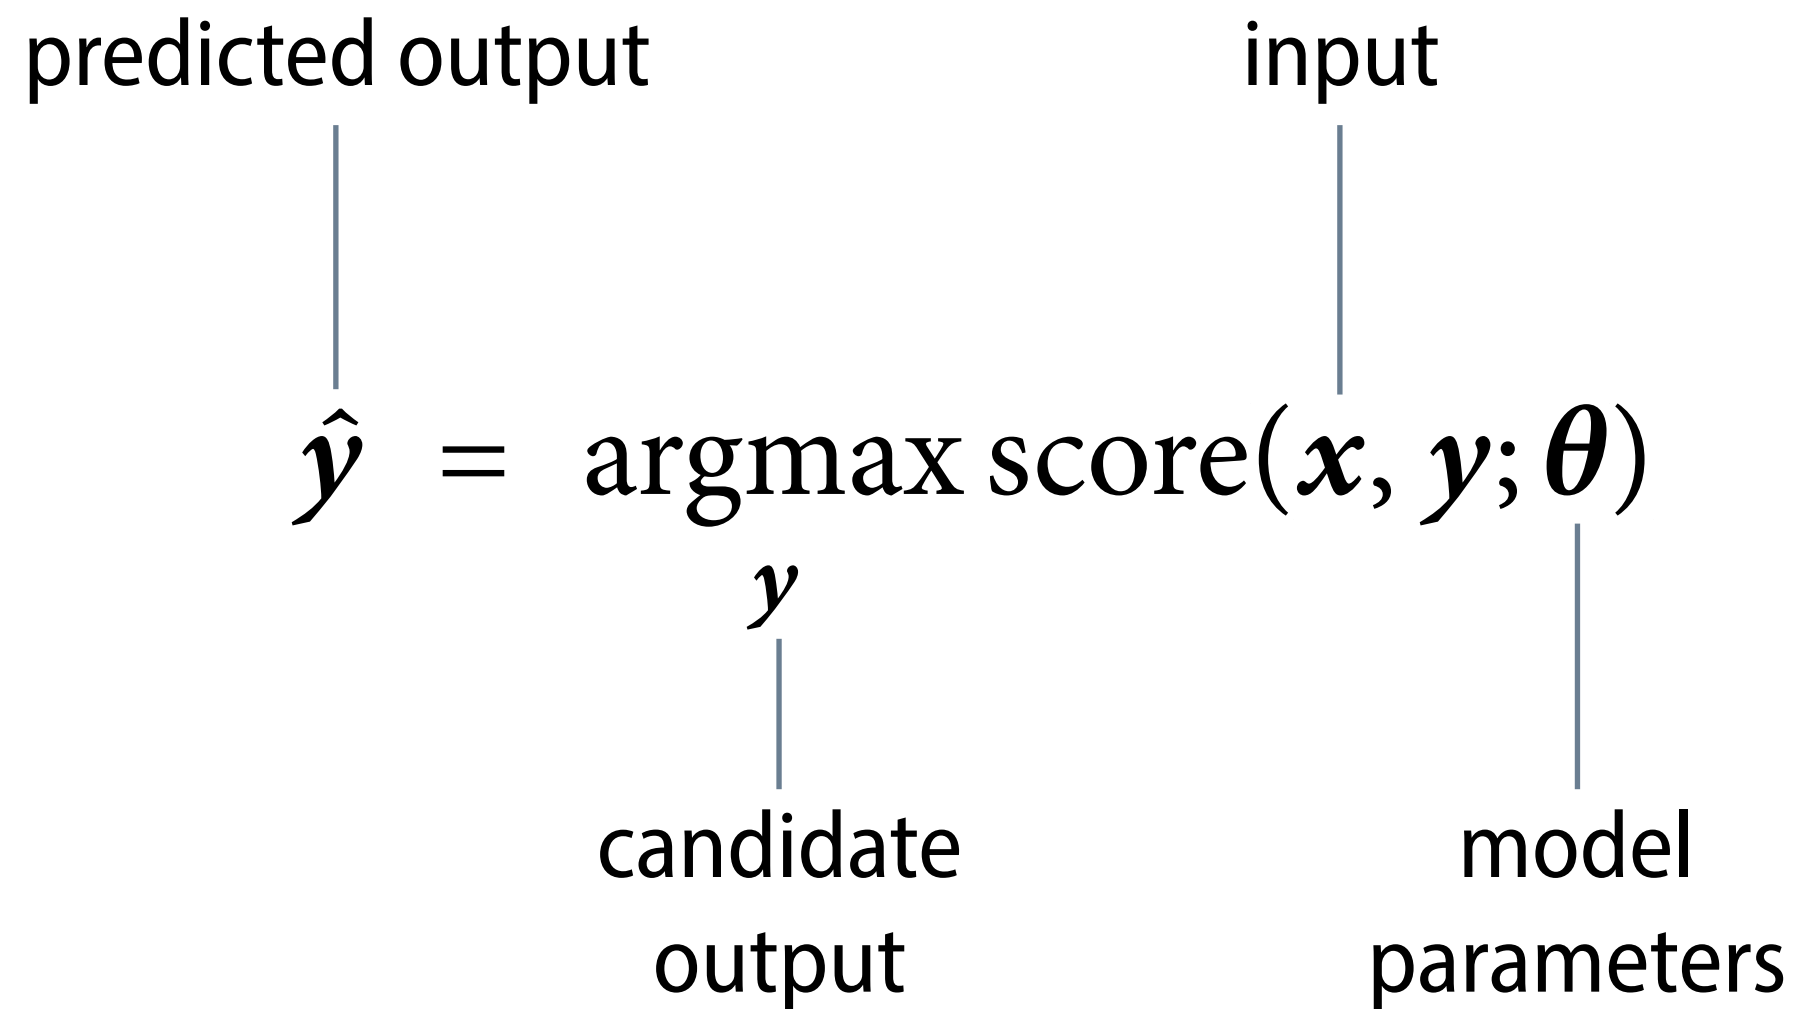 predicted output input
ŷ = argmax score(x, y; θ)
y
candidate model
output parameters